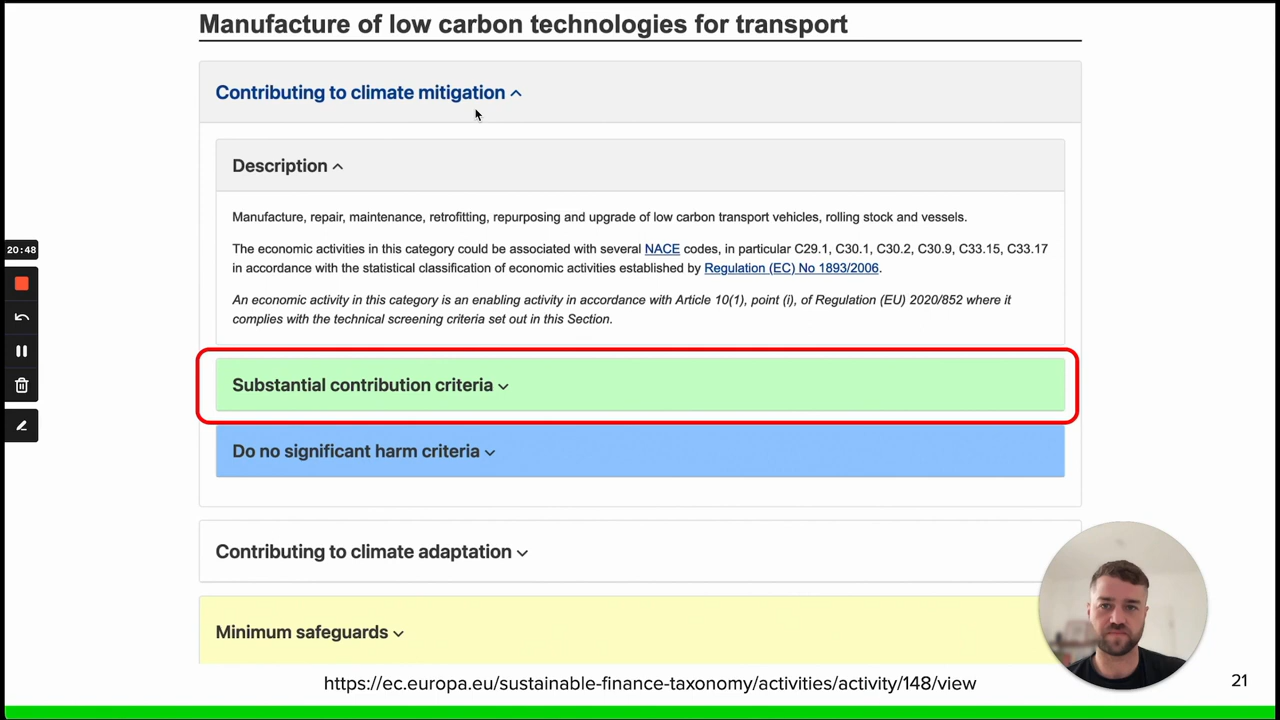 Manufacture of low carbon technologies for transport
Contributing to climate mitigation
Description
Manufacture, repair, maintenance, retrofitting, repurposing and upgrade of low carbon transport vehicles, rolling stock and vessels.
The economic activities in this category could be associated with several NACE codes, in particular C29.1, C30.1, C30.2, C30.9, C33.15, C33.17
in accordance with the statistical classification of economic activities established by Regulation (EC) No 1893/2006.
An economic activity in this category is an enabling activity in accordance with Article 10(1), point (i), of Regulation (EU) 2020/852 where it
complies with the technical screening criteria set out in this Section.
20:48
Substantial contribution criteria
Do no significant harm criteria
Contributing to climate adaptation
Minimum safeguards
https://ec.europa.eu/sustainable-finance-taxonomy/activities/activity/148/view
21